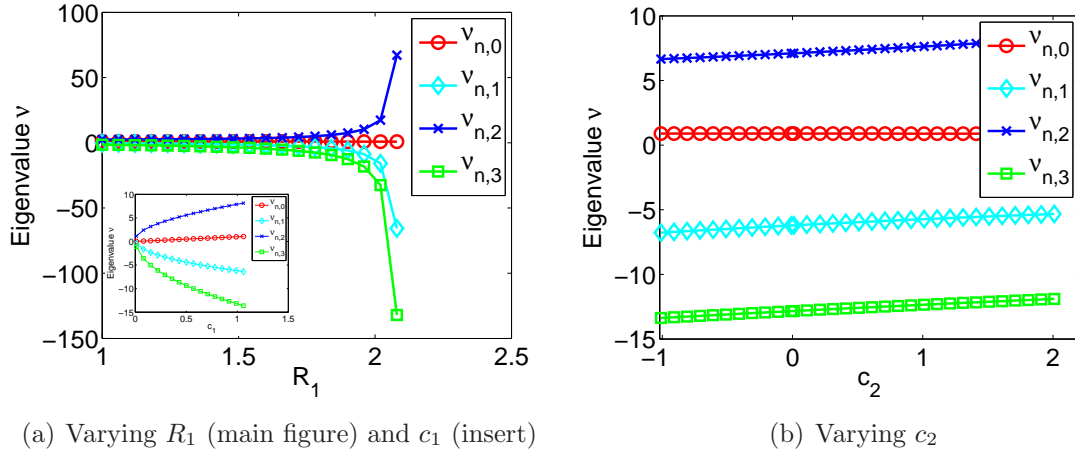 100
50
0
−50
−100
−150
Eigenvalue ν
1
1.5
2
2.5
R1
νn,0
νn,1
νn,2
νn,3
10
5
0
−5
−10
−15
Eigenvalue ν
0
0.5
1
1.5
c1
νn,0
νn,1
νn,2
νn,3
(a) Varying R1 (main figure) and c1 (insert)
10
5
0
−5
−10
−15
Eigenvalue ν
−1
0
1
2
c2
νn,0
νn,1
νn,2
νn,3
(b) Varying c2